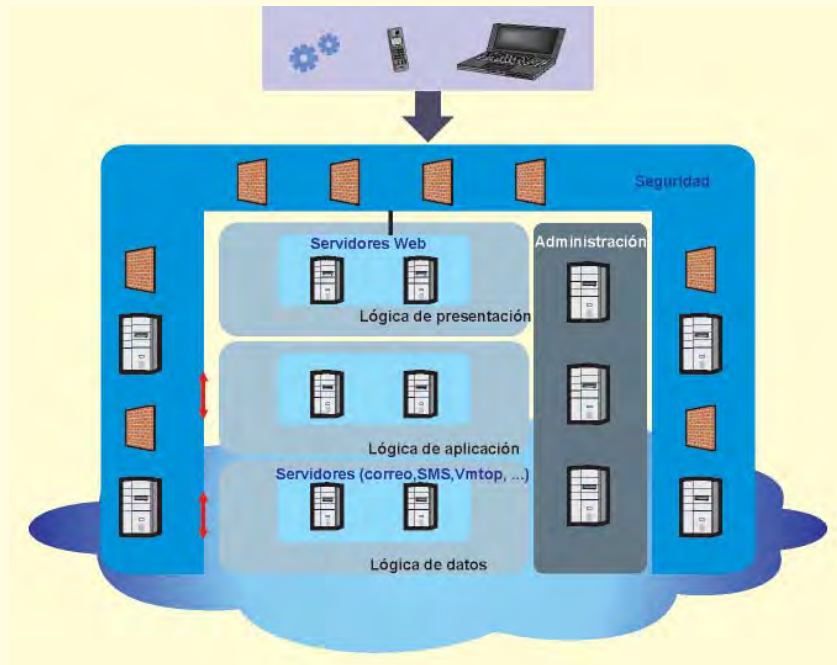 Seguridad
Servidores Web
Administración
Lógica de presentación
Lógica de aplicación
Servidores (correo,SMS,Vmtop, ...)
Lógica de datos